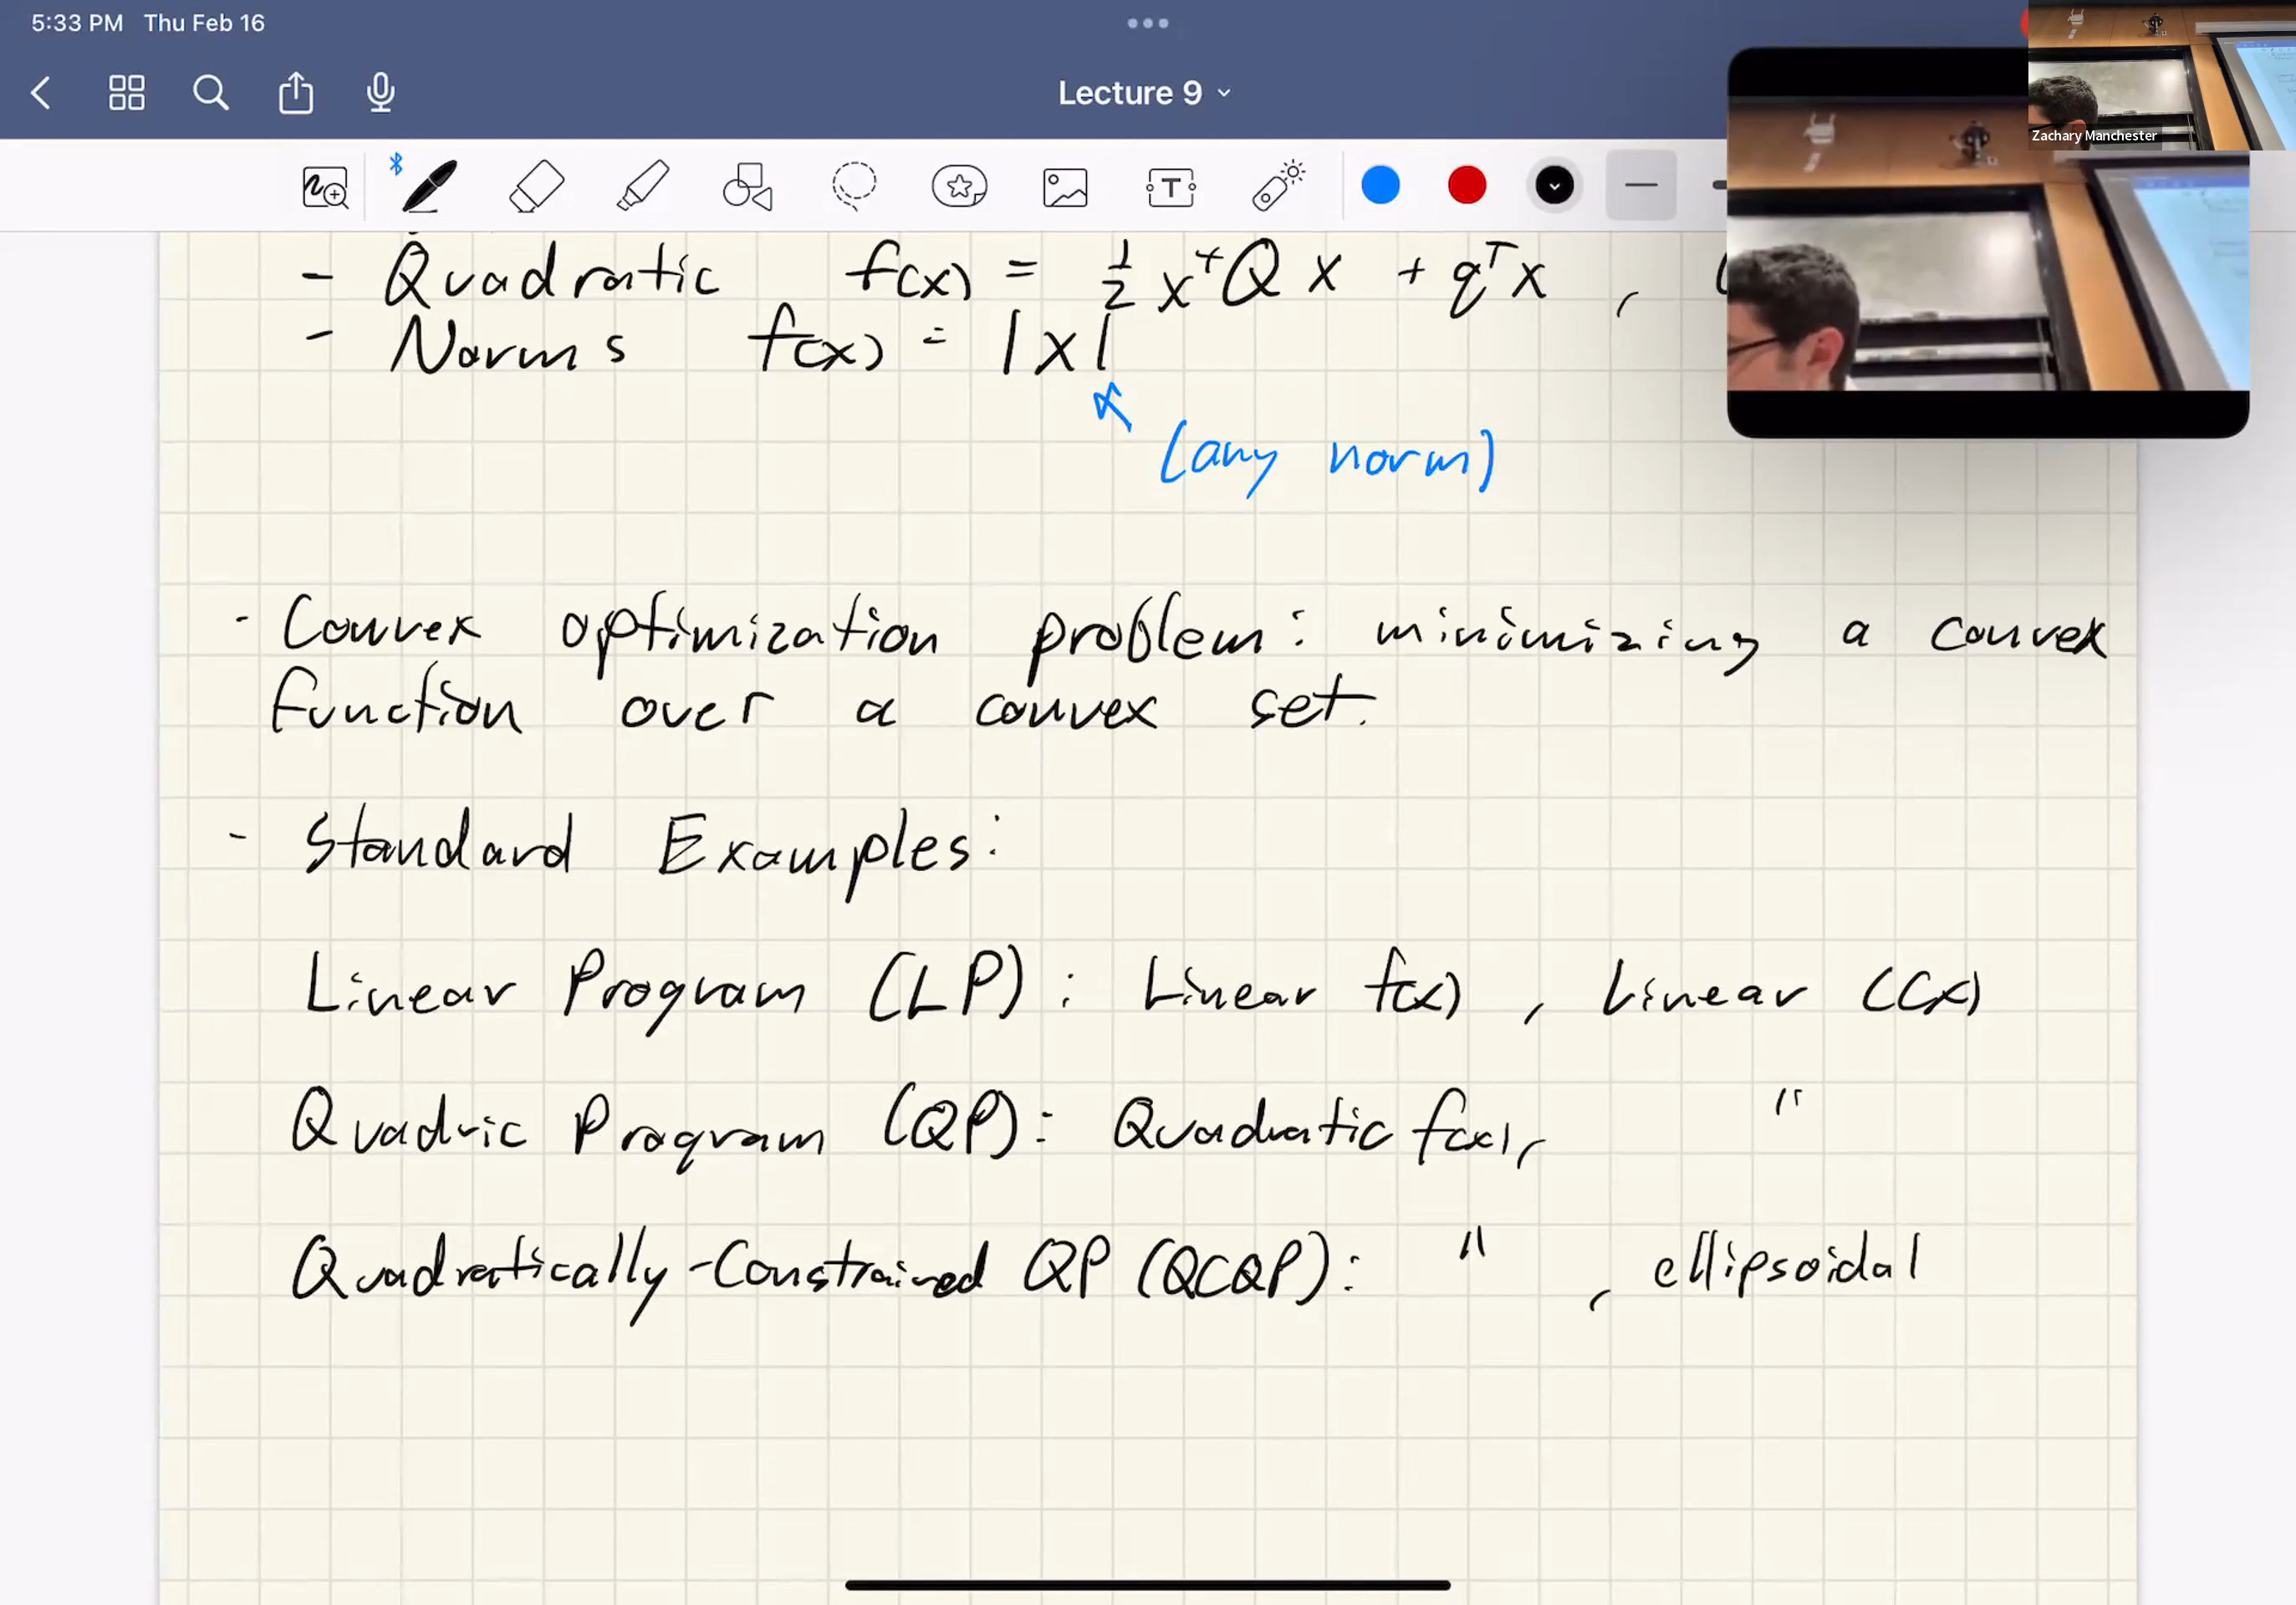 5:33 PM Thu Feb 16
Lecture 9
Zachary Manchester
T
- Quadratic f(x) = 1/2 x^T Q x + q^T x ,
- Norms f(x) = |x|
(any norm)
- Convex optimization problem: minimizing a convex
function over a convex set.
- Standard Examples:
Linear Program (LP): Linear f(x) , Linear C(x)
Quadric Program (QP): Quadratic f(x), "
Quadratically-Constrained QP (QCQP): " , ellipsoidal